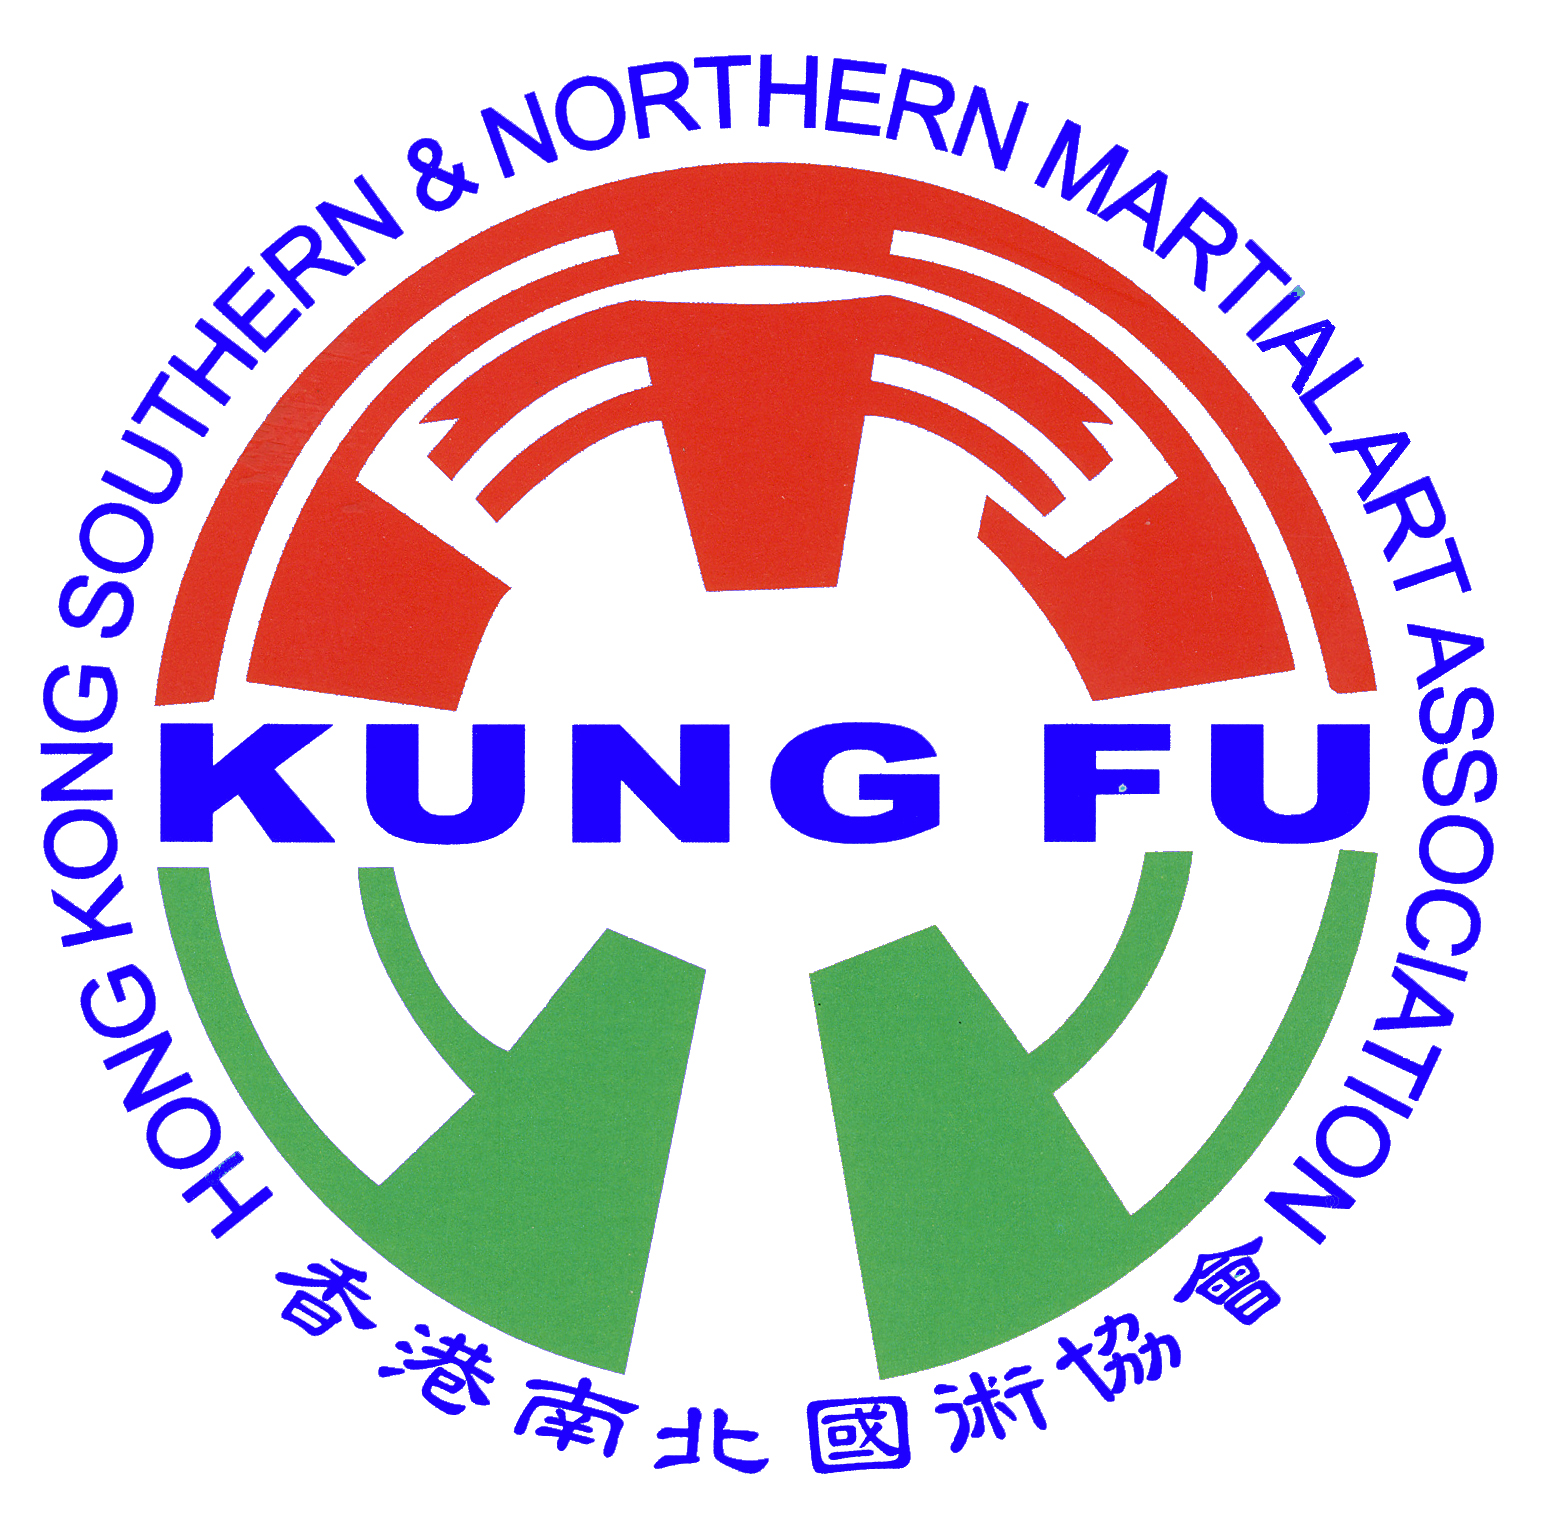 HONG KONG SOUTHERN & NORTHERN MARTIAL ART ASSOCIATION
KUNG FU
香港南北國術協會